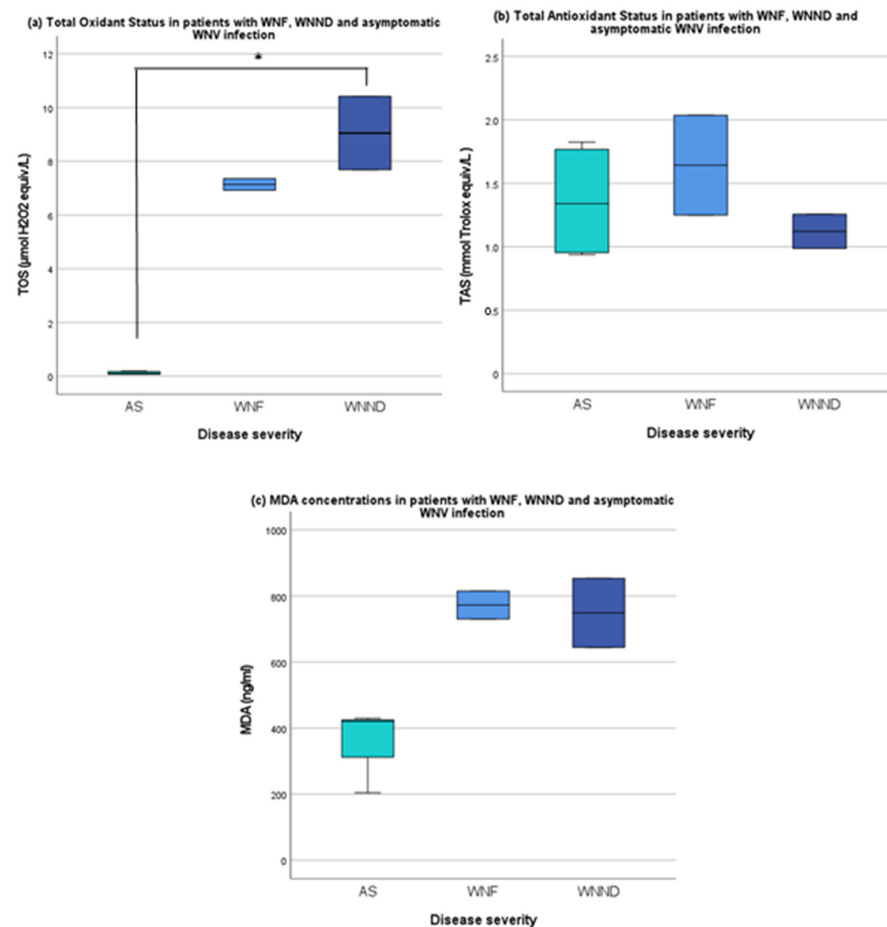 (a) Total Oxidant Status in patients with WNF, WNND and asymptomatic
WNV infection
12
*
10
8
6
4
2
0
TOS (µmol H2O2 equiv/L)
AS WNF WNND
Disease severity
(b) Total Antioxidant Status in patients with WNF, WNND and
asymptomatic WNV infection
2.5
2.0
1.5
1.0
0.5
0
TAS (mmol Trolox equiv/L)
AS WNF WNND
Disease severity
(c) MDA concentrations in patients with WNF, WNND and asymptomatic
WNV infection
1000
800
600
400
200
0
MDA (ng/ml)
AS WNF WNND
Disease severity